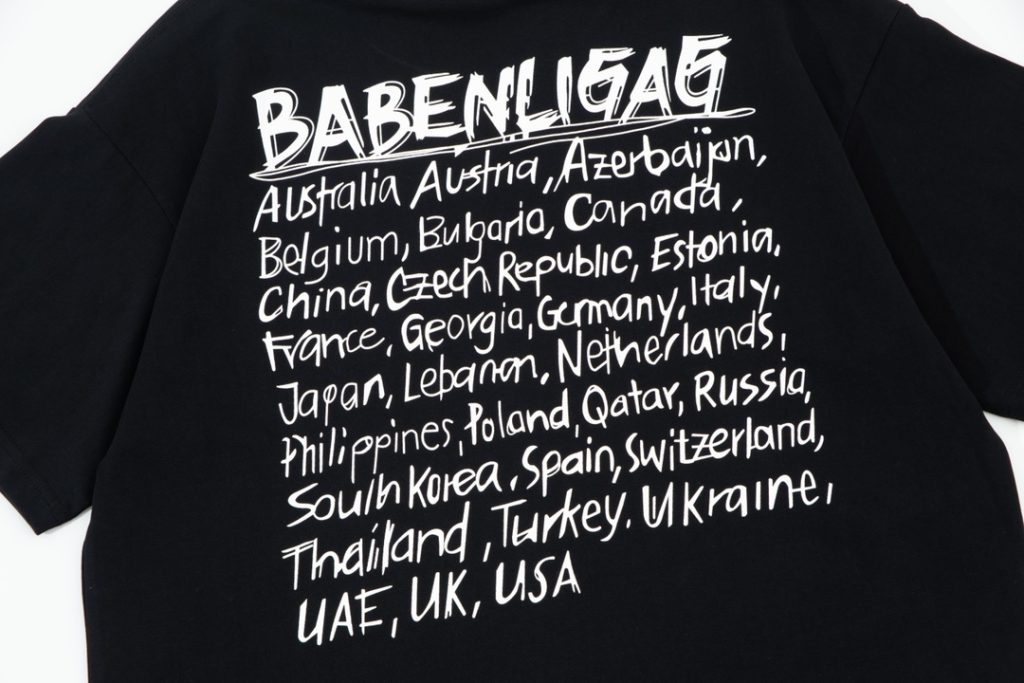 BABENLIGAG
Australia Austria, Azerbaijan,
Belgium, Bulgaria, Canada,
China, Czech Republic, Estonia,
France, Georgia, Germany, Italy,
Japan, Lebanon, Netherlands,
Philippines, Poland, Qatar, Russia,
South Korea, Spain, Switzerland,
Thailand, Turkey. Ukraine,
UAE, UK, USA